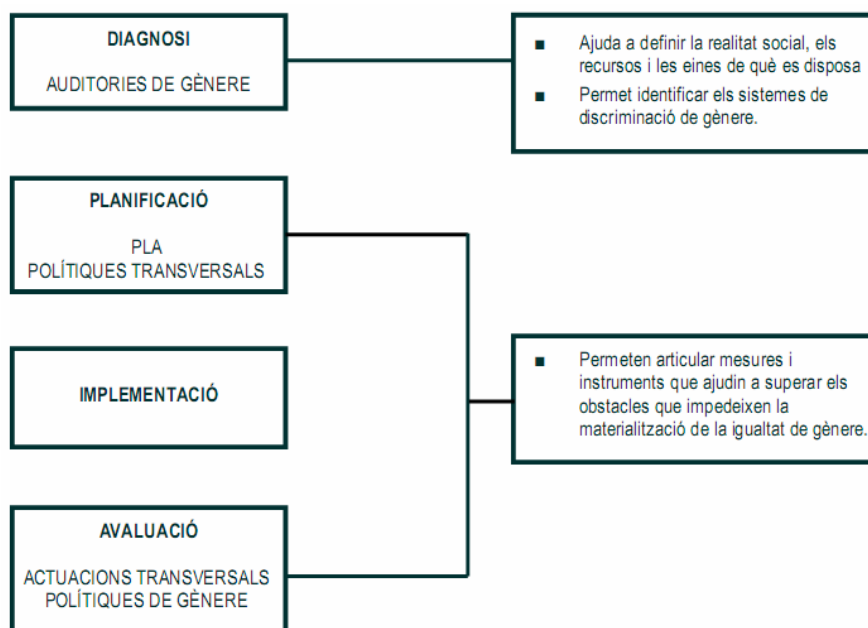 DIAGNOSI
AUDITORIES DE GÈNERE
■ Ajuda a definir la realitat social, els
recursos i les eines de què es disposa
■ Permet identificar els sistemes de
discriminació de gènere.
PLANIFICACIÓ
PLA
POLÍTIQUES TRANSVERSALS
IMPLEMENTACIÓ
■ Permeten articular mesures i
instruments que ajudin a superar els
obstacles que impedeixen la
materialització de la igualtat de gènere.
AVALUACIÓ
ACTUACIONS TRANSVERSALS
POLÍTIQUES DE GÈNERE